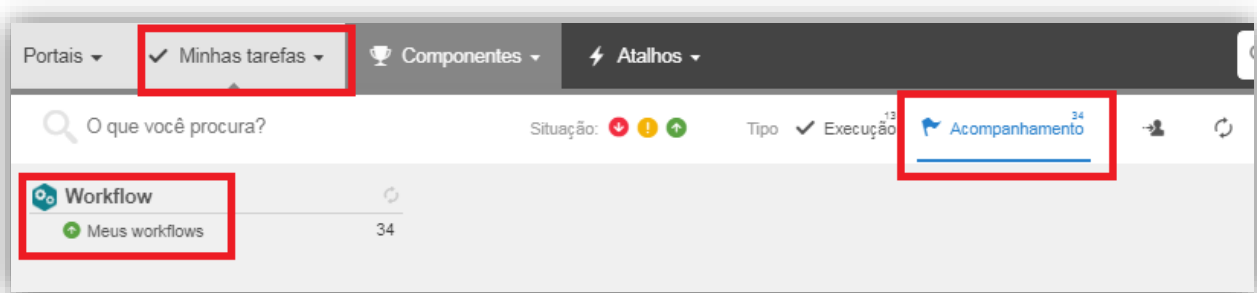 Portais Minhas tarefas Componentes Atalhos
O que você procura? Situação: Tipo Execução 13 Acompanhamento 34
Workflow
Meus workflows 34